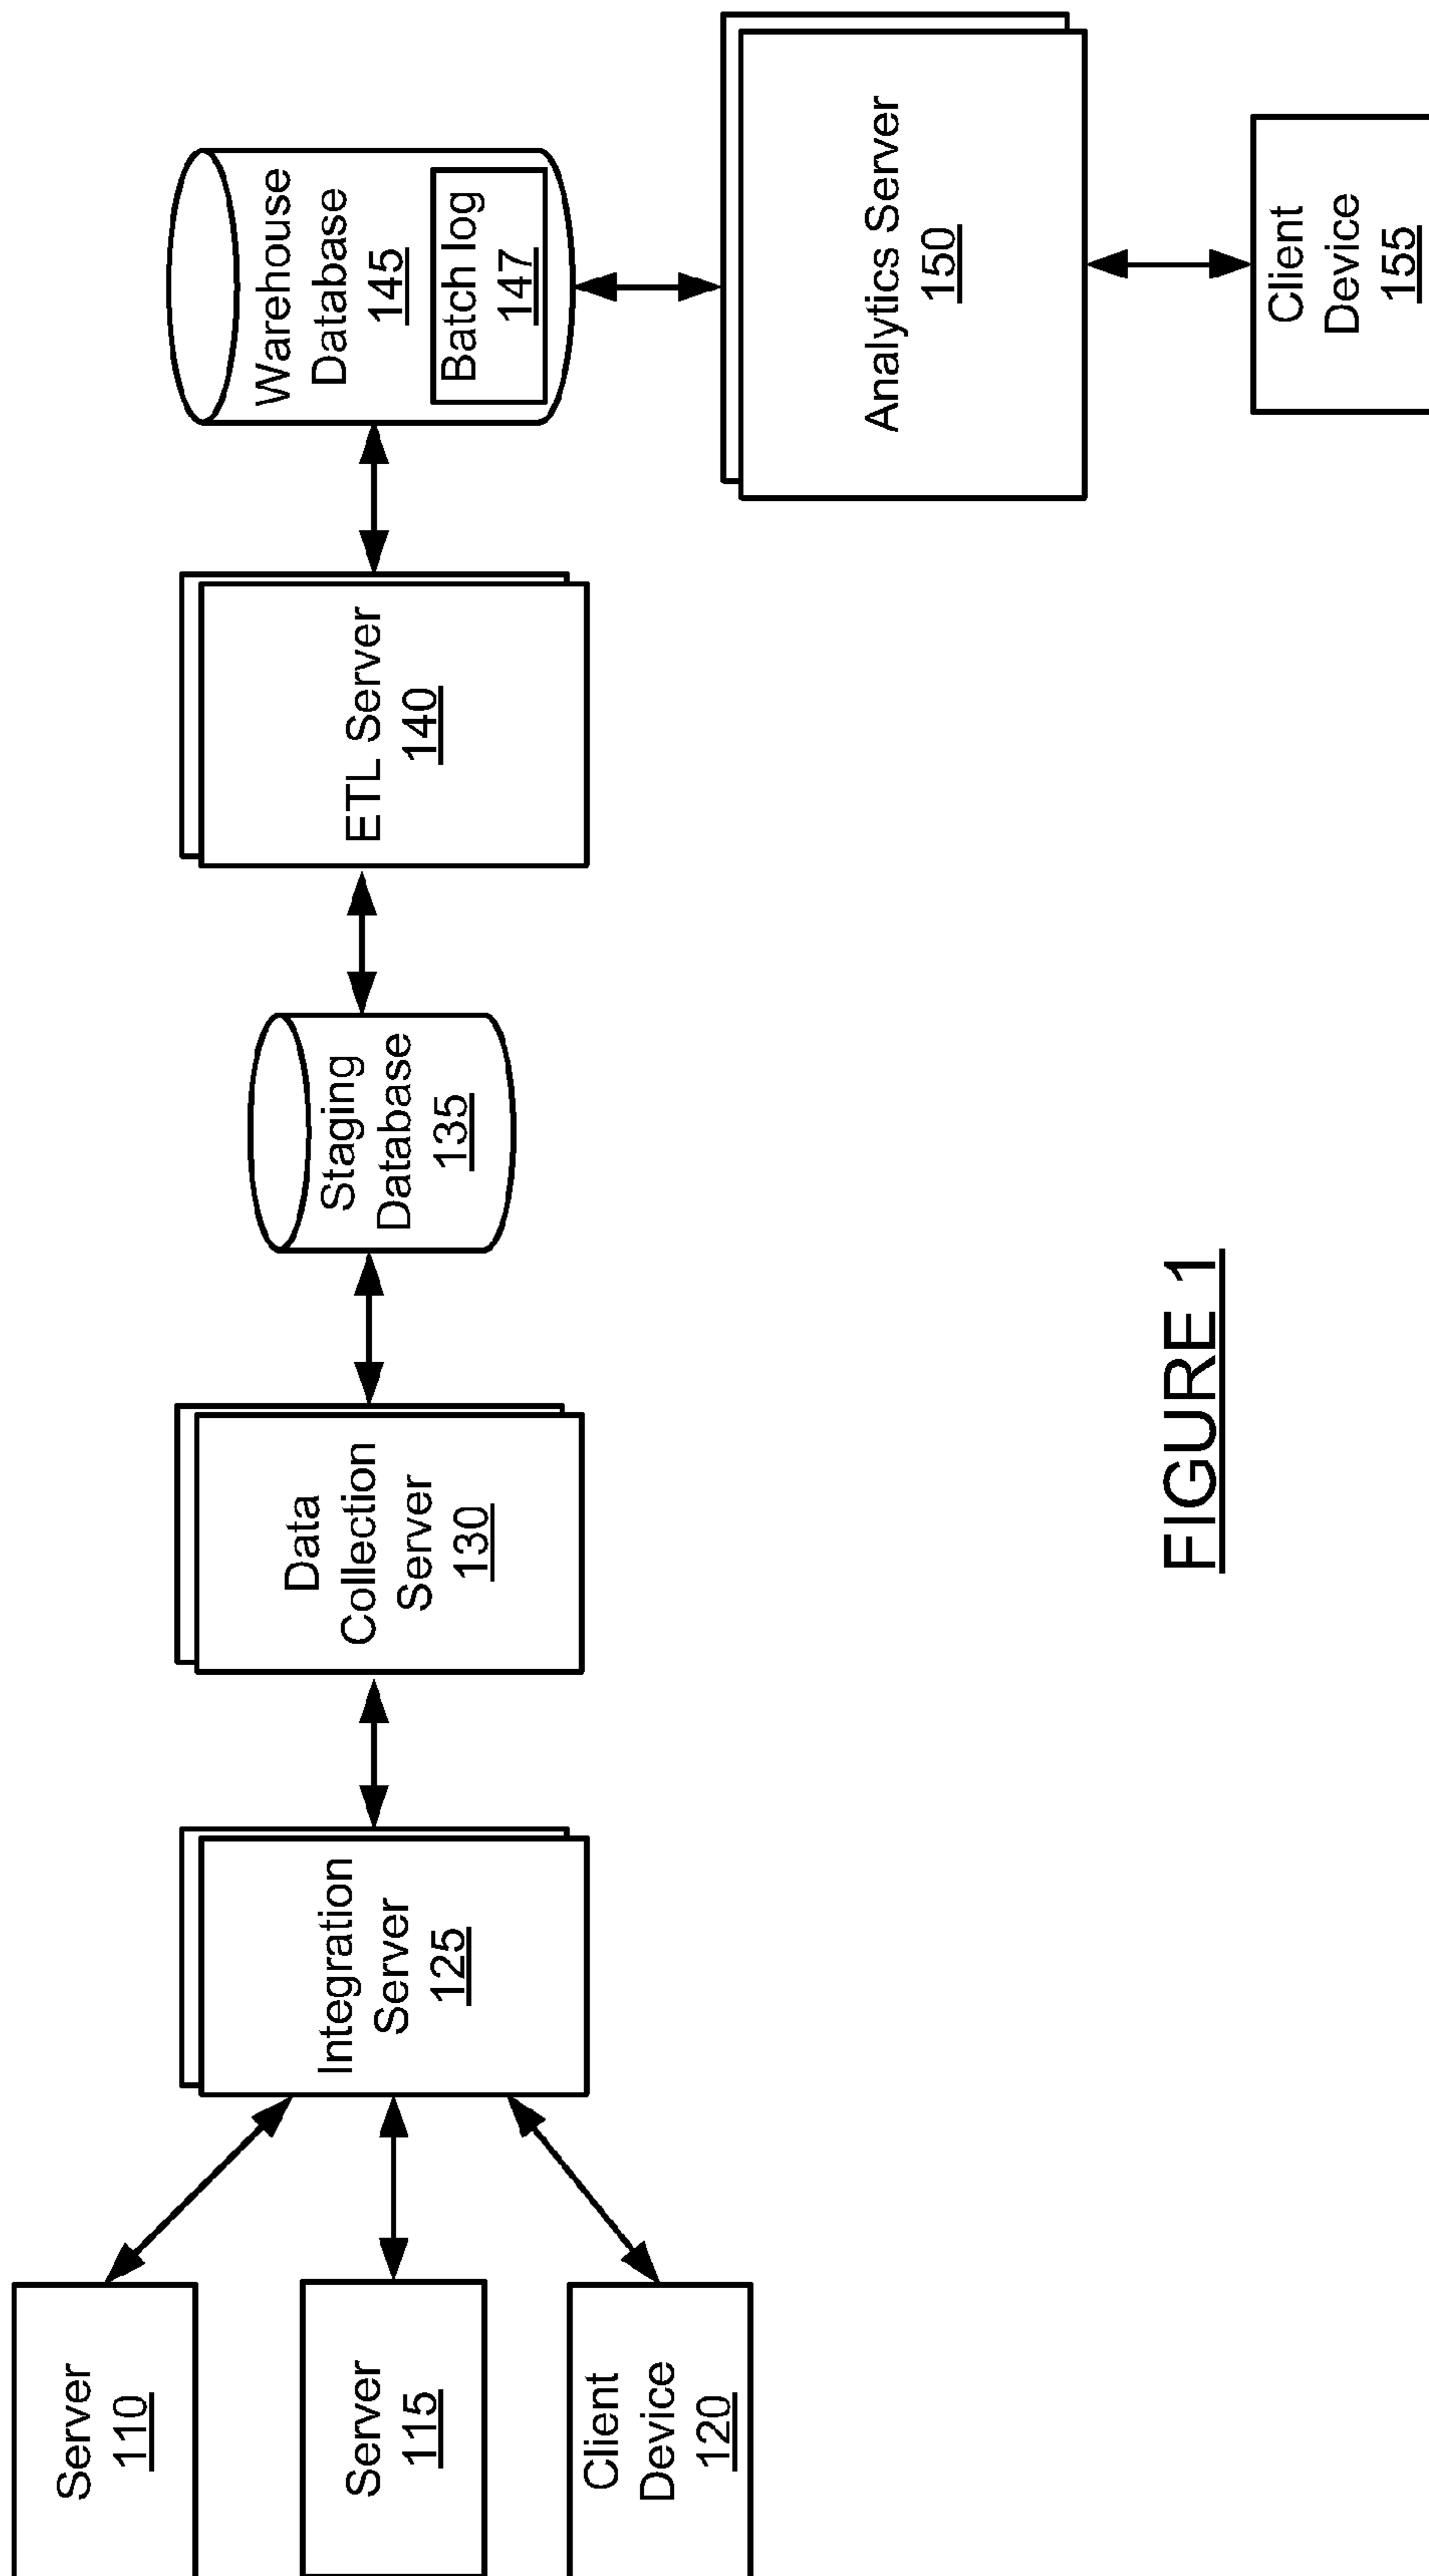 Server
110
Server
115
Client
Device
120
Integration
Server
125
Data
Collection
Server
130
Staging
Database
135
ETL Server
140
Warehouse
Database
145
Batch log
147
Analytics Server
150
Client
Device
155
FIGURE 1